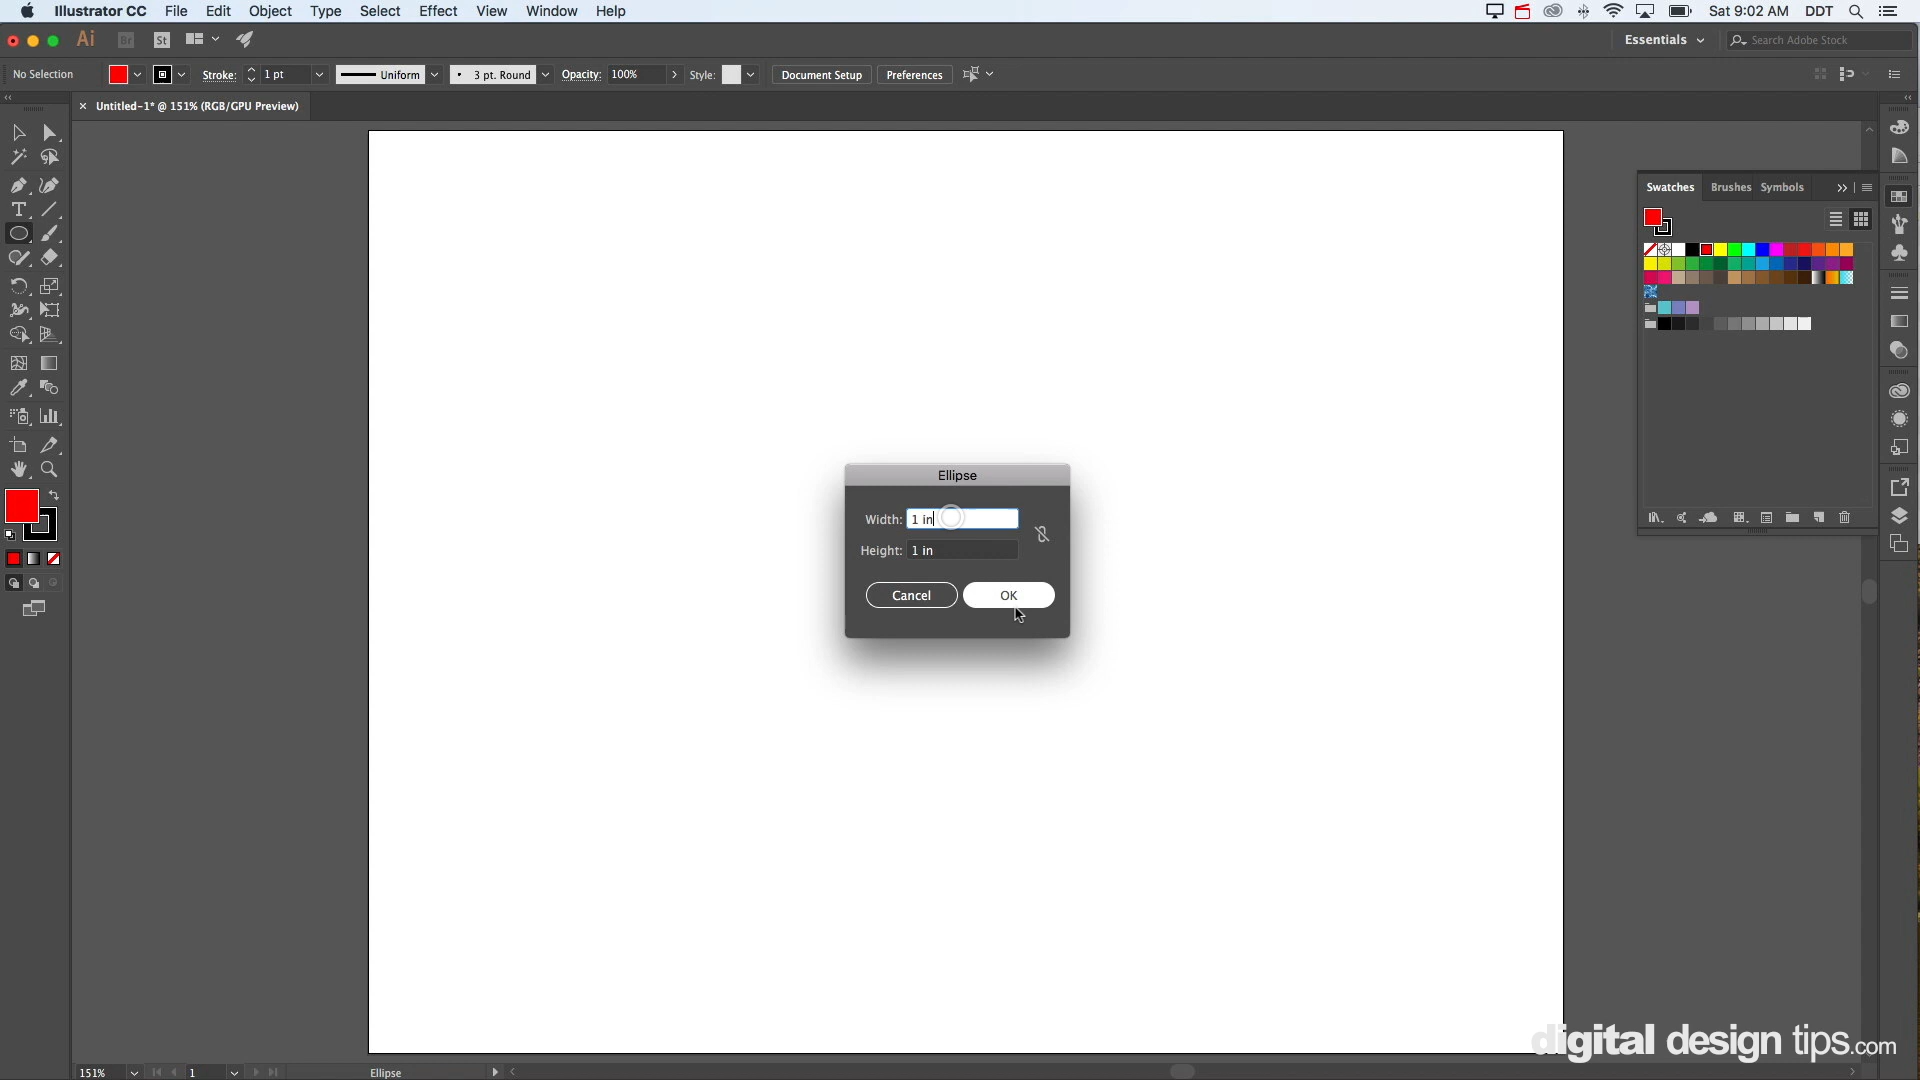 Illustrator CC File Edit Object Type Select Effect View Window Help
Sat 9:02 AM DDT
Ai Br St
Essentials
Search Adobe Stock
No Selection
Stroke: 1 pt
Uniform
3 pt. Round
Opacity: 100%
Style:
Document Setup
Preferences
Untitled-1* @ 151% (RGB/GPU Preview)
Swatches Brushes Symbols
Ellipse
Width: 1 in
Height: 1 in
Cancel OK
digital design tips.com
151% 1 Ellipse